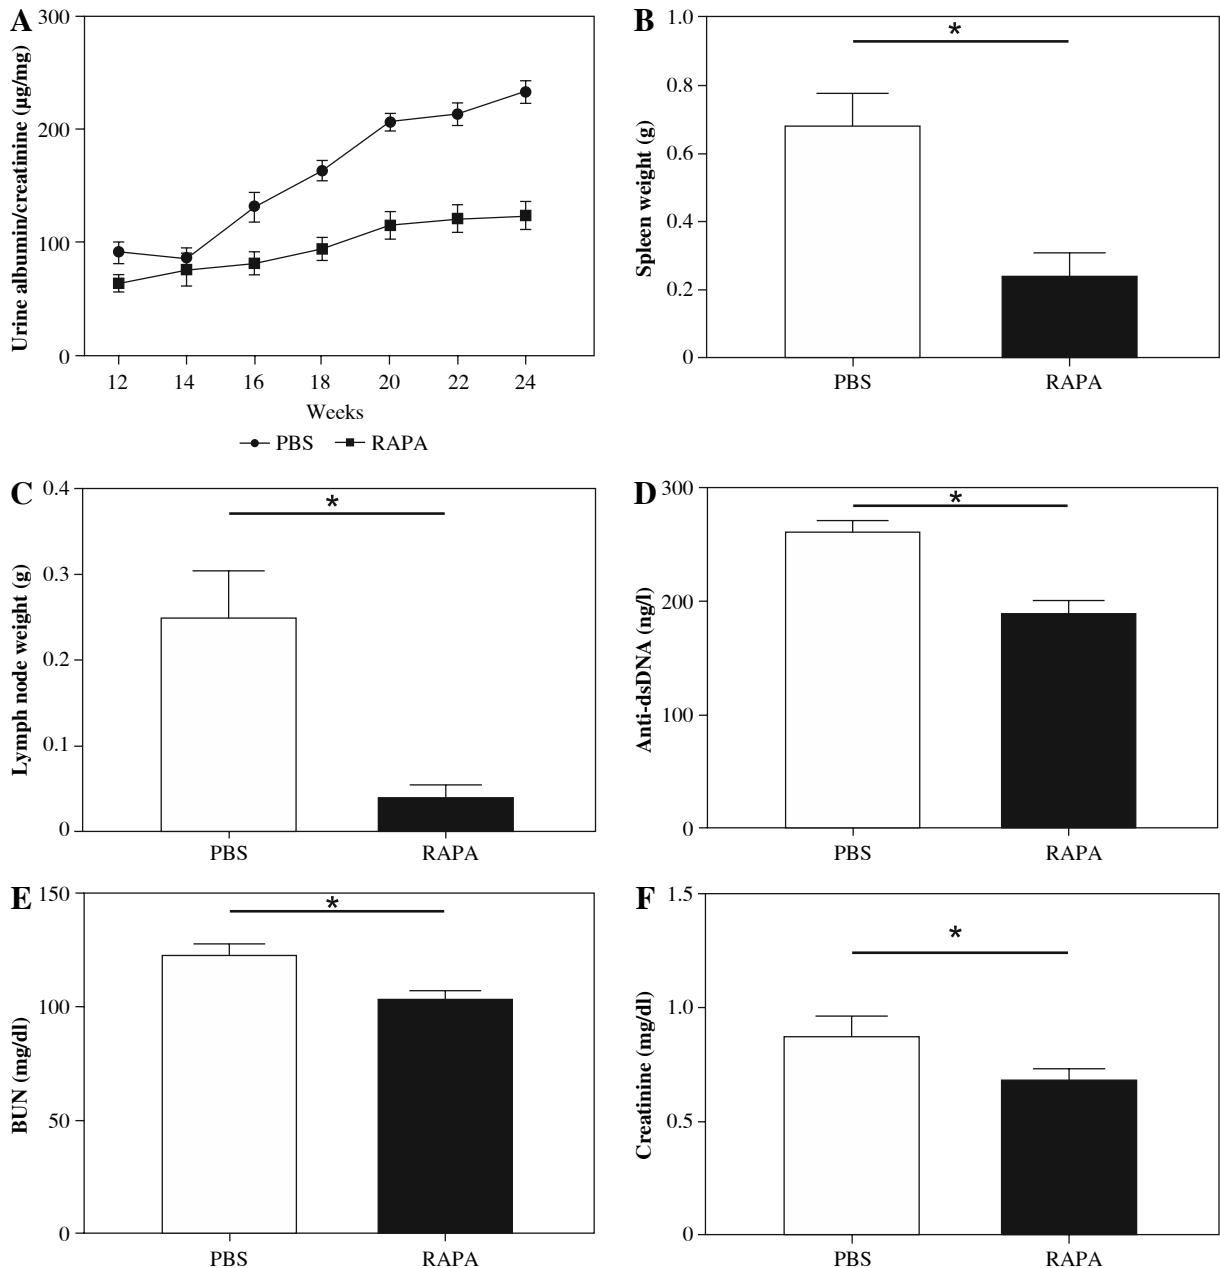 A
Urine albumin/creatinine (µg/mg)
300
200
100
0
12 14 16 18 20 22 24
Weeks
PBS RAPA
B
Spleen weight (g)
1.0
0.8
0.6
0.4
0.2
0
PBS RAPA
*
C
Lymph node weight (g)
0.4
0.3
0.2
0.1
0
PBS RAPA
*
D
Anti-dsDNA (ng/l)
300
200
100
0
PBS RAPA
*
E
BUN (mg/dl)
150
100
50
0
PBS RAPA
*
F
Creatinine (mg/dl)
1.5
1.0
0.5
0
PBS RAPA
*